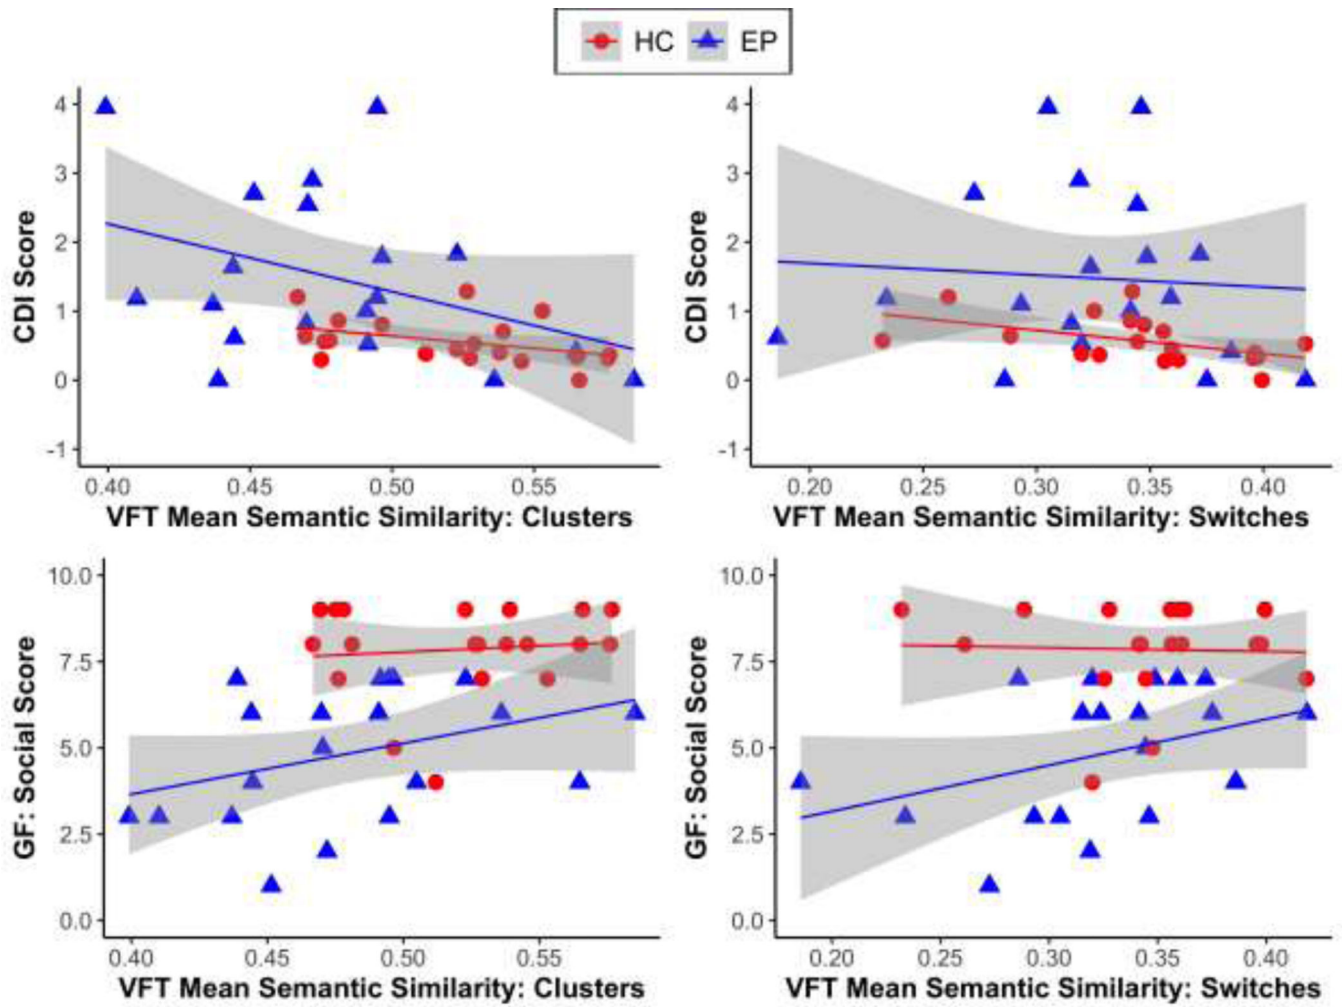 HC EP
CDI Score
4
3
2
1
0
-1
0.40 0.45 0.50 0.55
VFT Mean Semantic Similarity: Clusters
CDI Score
4
3
2
1
0
-1
0.20 0.25 0.30 0.35 0.40
VFT Mean Semantic Similarity: Switches
GF: Social Score
10.0
7.5
5.0
2.5
0.0
0.40 0.45 0.50 0.55
VFT Mean Semantic Similarity: Clusters
GF: Social Score
10.0
7.5
5.0
2.5
0.0
0.20 0.25 0.30 0.35 0.40
VFT Mean Semantic Similarity: Switches